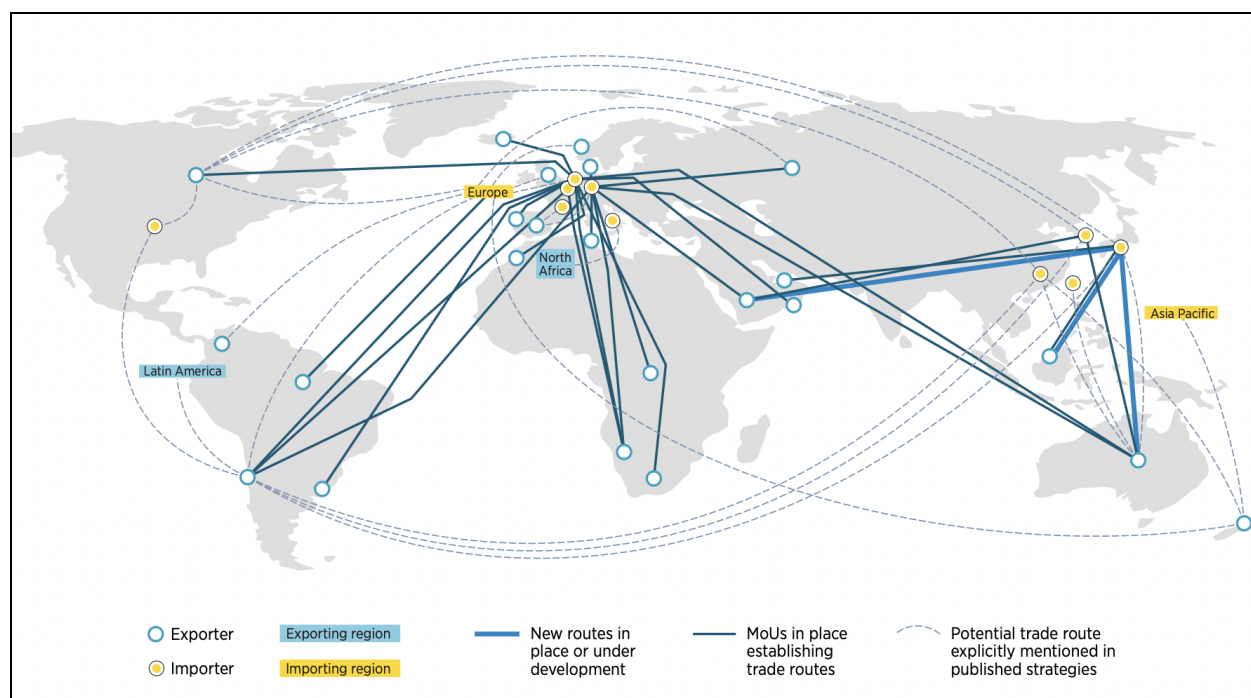 Europe
North
Africa
Asia Pacific
Latin America
Exporter
Importer
Exporting region
Importing region
New routes in
place or under
development
MoUs in place
establishing
trade routes
Potential trade route
explicitly mentioned in
published strategies